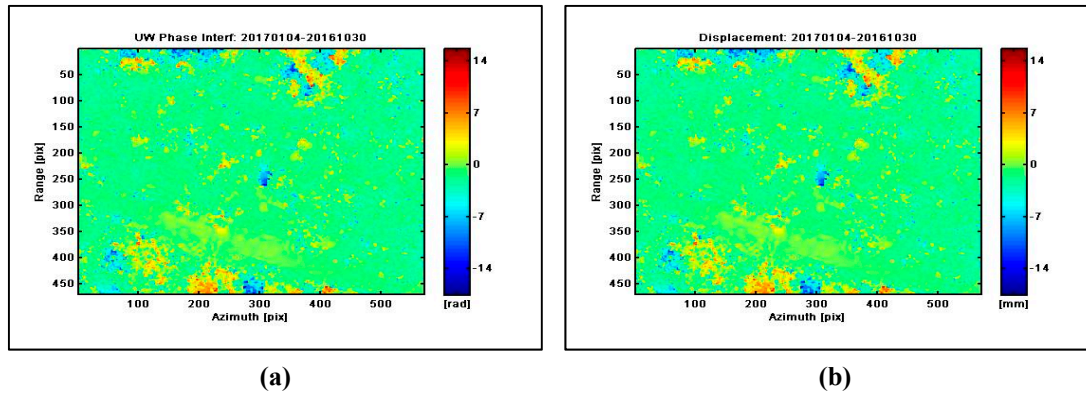 UW Phase Interf: 20170104-20161030
50
100
150
200
250
300
350
400
450
Range [pix]
100 200 300 400 500
Azimuth [pix]
14
7
0
-7
-14
[rad]
(a)
Displacement: 20170104-20161030
50
100
150
200
250
300
350
400
450
Range [pix]
100 200 300 400 500
Azimuth [pix]
14
7
0
-7
-14
[mm]
(b)